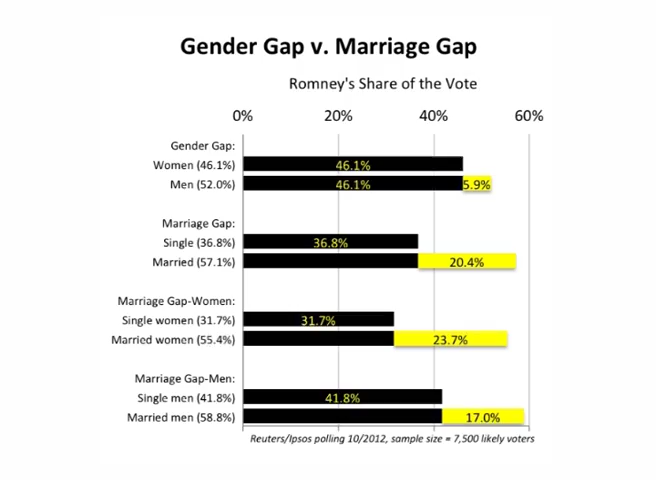 Gender Gap v. Marriage Gap
Romney's Share of the Vote
0% 20% 40% 60%
Gender Gap:
Women (46.1%) 46.1%
Men (52.0%) 46.1% 5.9%
Marriage Gap:
Single (36.8%) 36.8%
Married (57.1%) 20.4%
Marriage Gap-Women:
Single women (31.7%) 31.7%
Married women (55.4%) 23.7%
Marriage Gap-Men:
Single men (41.8%) 41.8%
Married men (58.8%) 17.0%
Reuters/Ipsos polling 10/2012, sample size = 7,500 likely voters